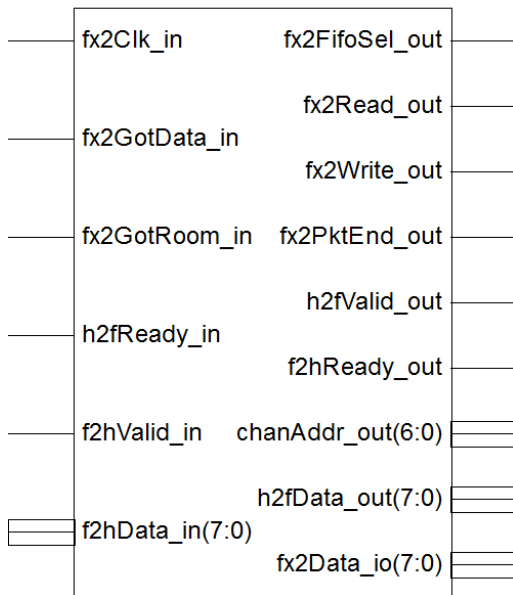 fx2Clk_in fx2FifoSel_out
fx2Read_out
fx2GotData_in
fx2Write_out
fx2GotRoom_in fx2PktEnd_out
h2fValid_out
h2fReady_in
f2hReady_out
f2hValid_in chanAddr_out(6:0)
h2fData_out(7:0)
f2hData_in(7:0)
fx2Data_io(7:0)